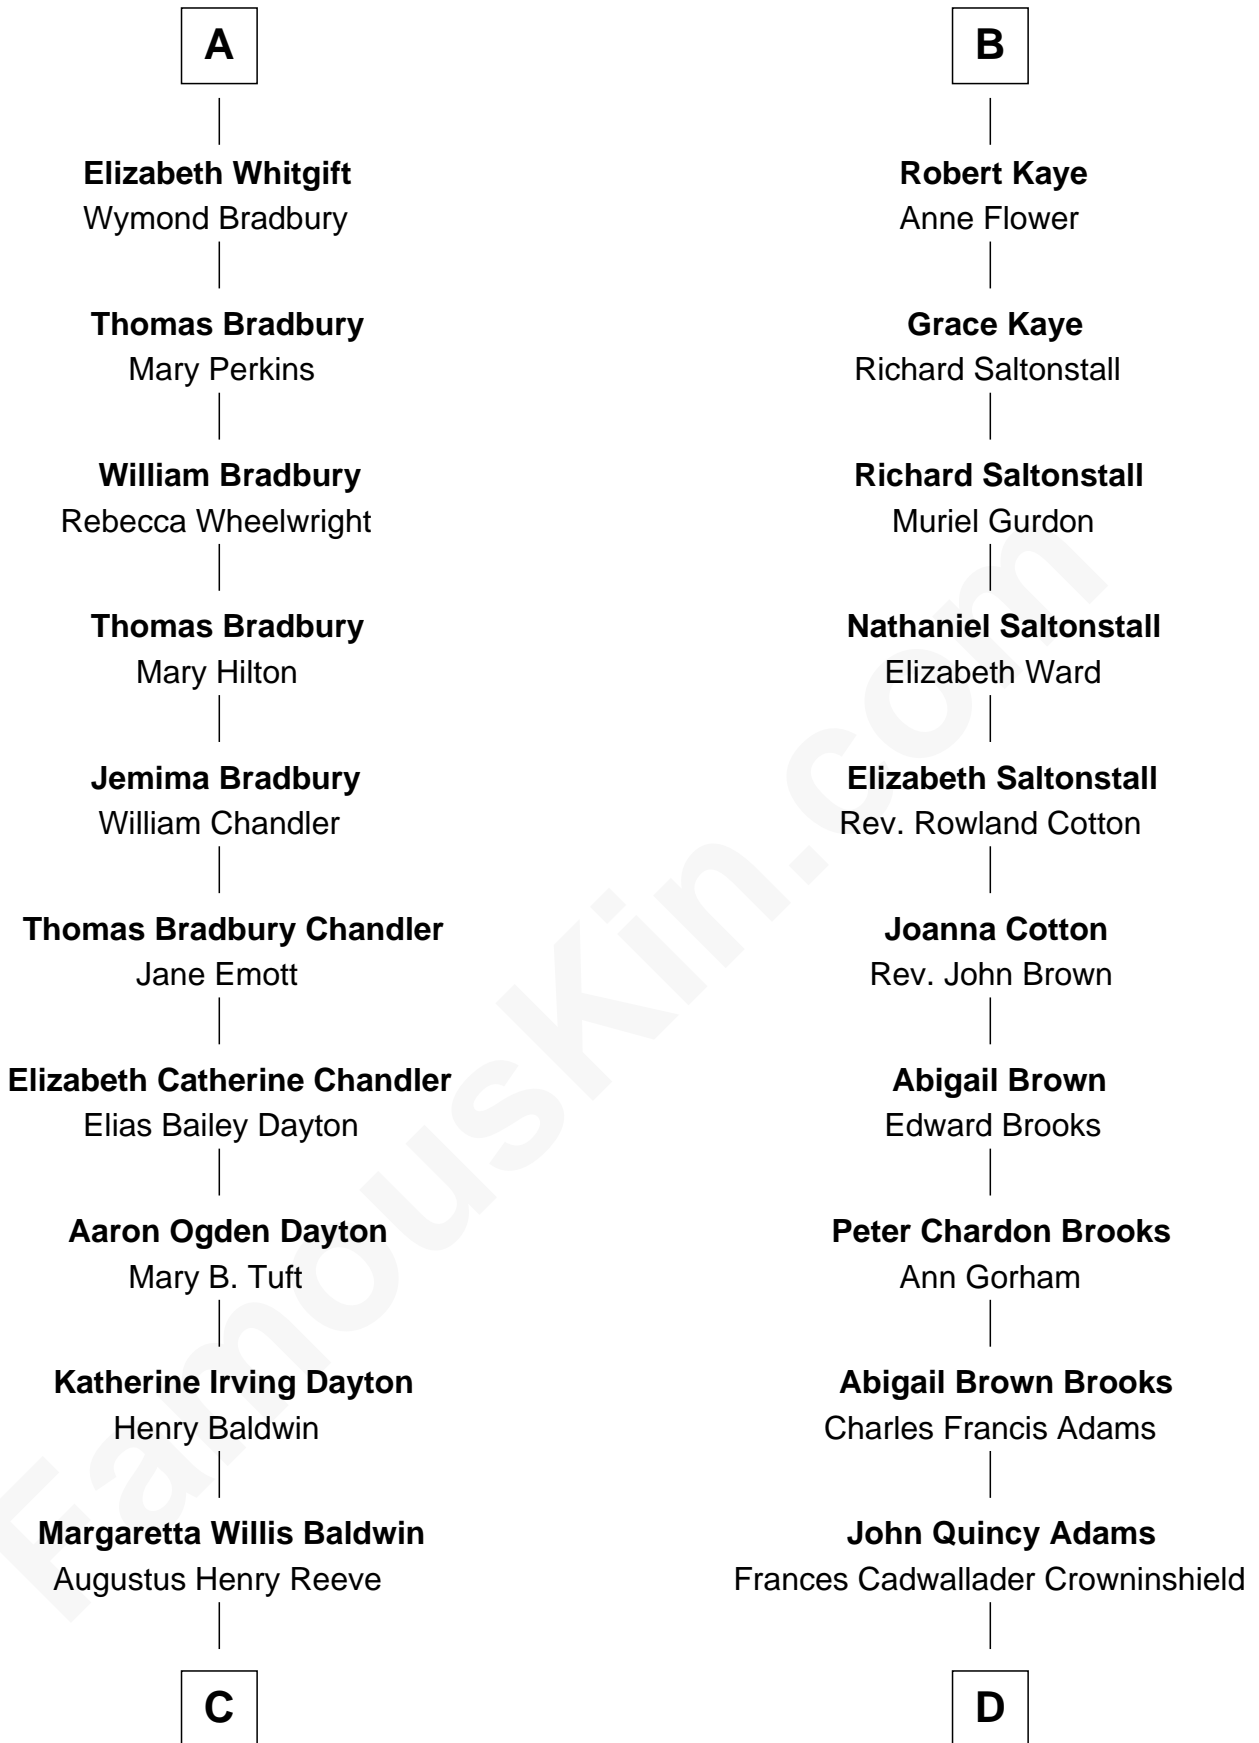 A
Elizabeth Whitgift
Wymond Bradbury
Thomas Bradbury
Mary Perkins
William Bradbury
Rebecca Wheelwright
Thomas Bradbury
Mary Hilton
Jemima Bradbury
William Chandler
Thomas Bradbury Chandler
Jane Emott
Elizabeth Catherine Chandler
Elias Bailey Dayton
Aaron Ogden Dayton
Mary B. Tuft
Katherine Irving Dayton
Henry Baldwin
Margaretta Willis Baldwin
Augustus Henry Reeve
C
B
Robert Kaye
Anne Flower
Grace Kaye
Richard Saltonstall
Richard Saltonstall
Muriel Gurdon
Nathaniel Saltonstall
Elizabeth Ward
Elizabeth Saltonstall
Rev. Rowland Cotton
Joanna Cotton
Rev. John Brown
Abigail Brown
Edward Brooks
Peter Chardon Brooks
Ann Gorham
Abigail Brown Brooks
Charles Francis Adams
John Quincy Adams
Frances Cadwallader Crowninshield
D
FamousKin.com